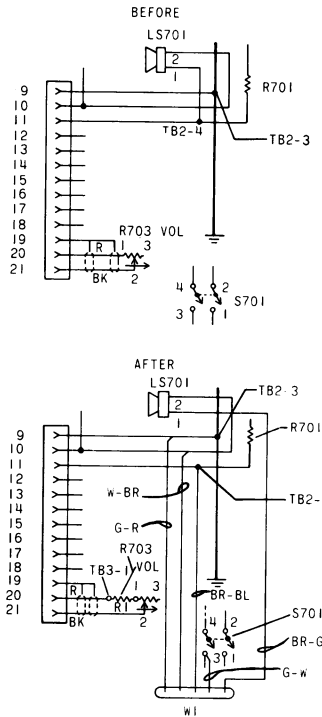 BEFORE
LS701
2
1
R701
9
10
11
12
13
14
15
16
17
18
19
20
21
TB2-4
TB2-3
R703 VOL
R 1 3
BK 2
4 2
S701
3 1
AFTER
LS701
2
1
TB2-3
R701
9
10
11
12
13
14
15
16
17
18
19
20
21
W-BR
TB2-
G-R
R703
VOL
TB3-1
1 3
R
R1
2
BK
BR-BL
S701
4 2
3 1
BR-G
G-W
W1